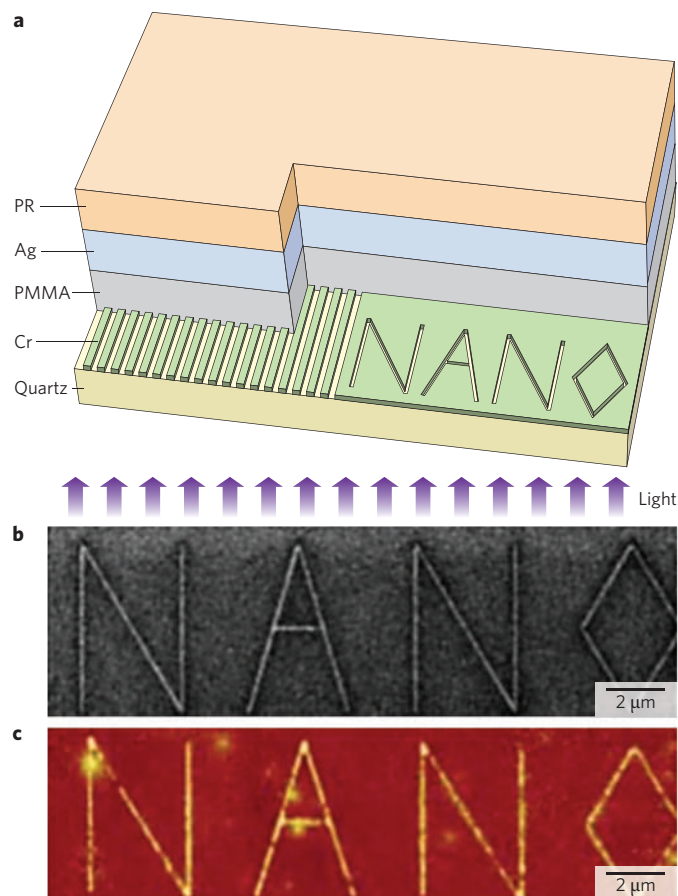 a
PR
Ag
PMMA
Cr
Quartz
NANO
Light
b
NANO
2 μm
c
NANO
2 μm